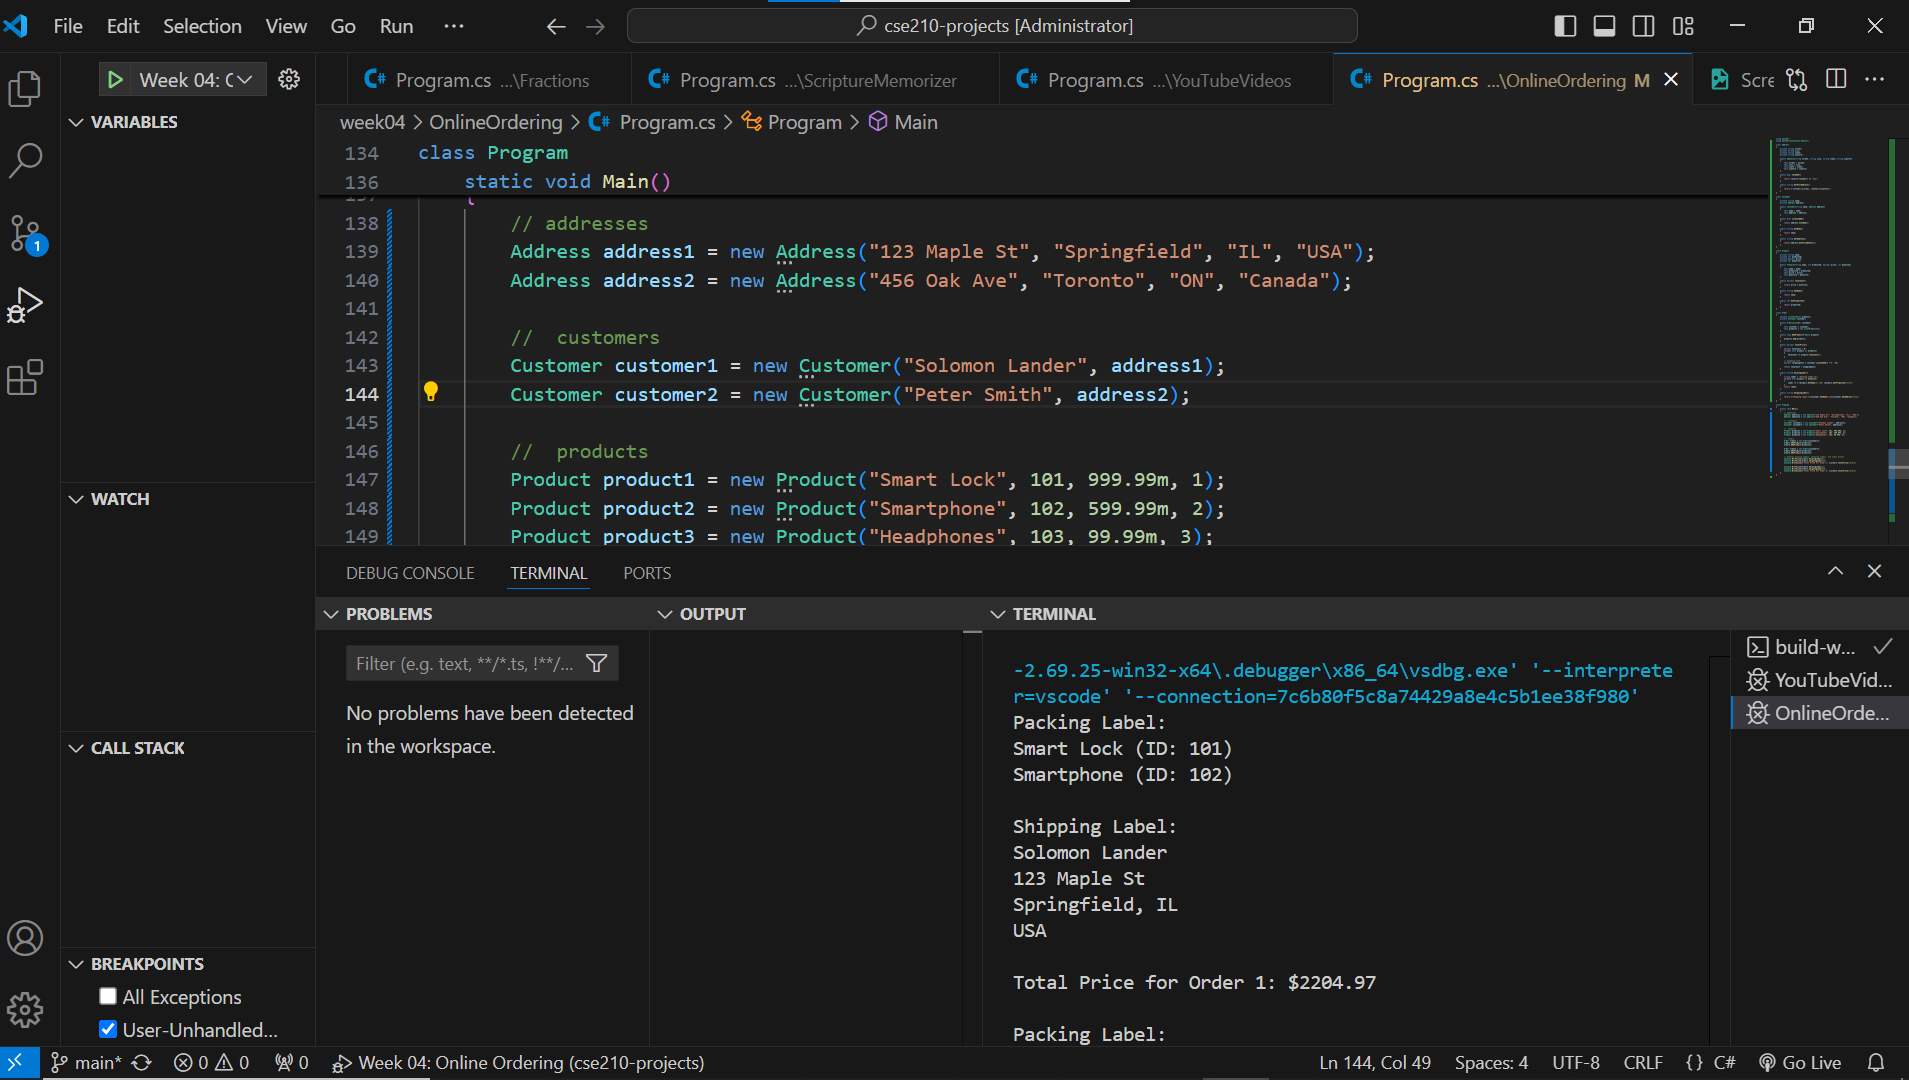 File Edit Selection View Go Run ... cse210-projects [Administrator]
Week 04: C
Program.cs ...\Fractions Program.cs ...\ScriptureMemorizer Program.cs ...\YouTubeVideos Program.cs ...\OnlineOrdering M Scre
VARIABLES
week04 > OnlineOrdering > C# Program.cs > Program > Main
134 class Program
136 static void Main()
137 {
138 // addresses
139 Address address1 = new Address("123 Maple St", "Springfield", "IL", "USA");
140 Address address2 = new Address("456 Oak Ave", "Toronto", "ON", "Canada");
141
142 //  customers
143 Customer customer1 = new Customer("Solomon Lander", address1);
144 Customer customer2 = new Customer("Peter Smith", address2);
145
146 //  products
147 Product product1 = new Product("Smart Lock", 101, 999.99m, 1);
148 Product product2 = new Product("Smartphone", 102, 599.99m, 2);
149 Product product3 = new Product("Headphones", 103, 99.99m, 3);
1
WATCH
CALL STACK
BREAKPOINTS
All Exceptions
User-Unhandled...
DEBUG CONSOLE TERMINAL PORTS
PROBLEMS OUTPUT TERMINAL
Filter (e.g. text, **/*.ts, !**/...
No problems have been detected
in the workspace.
-2.69.25-win32-x64\.debugger\x86_64\vsdbg.exe' '--interprete
r=vscode' '--connection=7c6b80f5c8a74429a8e4c5b1ee38f980'
Packing Label:
Smart Lock (ID: 101)
Smartphone (ID: 102)
Shipping Label:
Solomon Lander
123 Maple St
Springfield, IL
USA
Total Price for Order 1: $2204.97
Packing Label:
build-w...
YouTubeVid...
OnlineOrde...
main* 0 0 0 Week 04: Online Ordering (cse210-projects) Ln 144, Col 49 Spaces: 4 UTF-8 CRLF {} C# Go Live